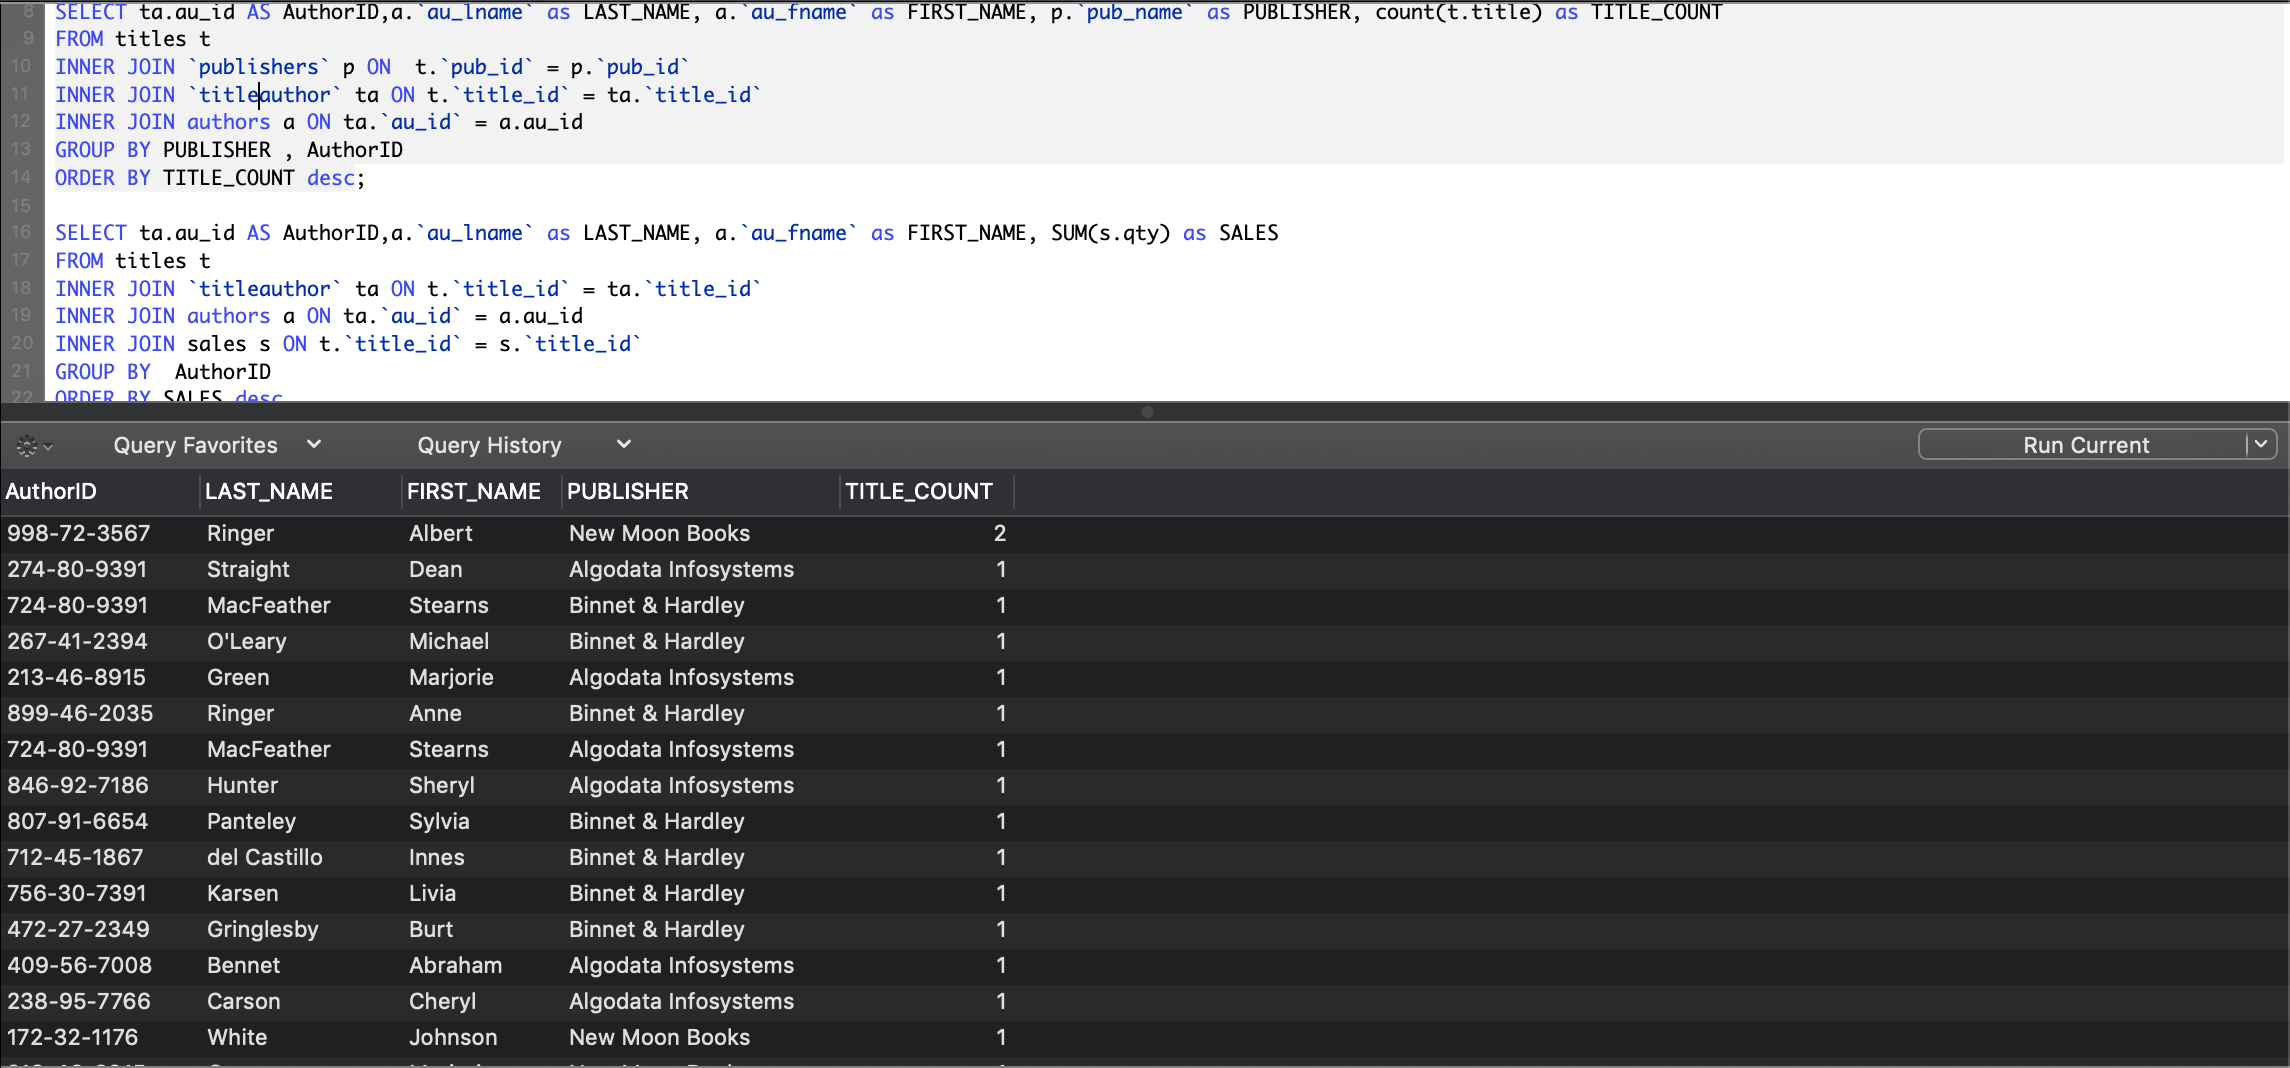 8 SELECT ta.au_id AS AuthorID,a.`au_lname` as LAST_NAME, a.`au_fname` as FIRST_NAME, p.`pub_name` as PUBLISHER, count(t.title) as TITLE_COUNT
9 FROM titles t
10 INNER JOIN `publishers` p ON  t.`pub_id` = p.`pub_id`
11 INNER JOIN `titleauthor` ta ON t.`title_id` = ta.`title_id`
12 INNER JOIN authors a ON ta.`au_id` = a.au_id
13 GROUP BY PUBLISHER , AuthorID
14 ORDER BY TITLE_COUNT desc;
15
16 SELECT ta.au_id AS AuthorID,a.`au_lname` as LAST_NAME, a.`au_fname` as FIRST_NAME, SUM(s.qty) as SALES
17 FROM titles t
18 INNER JOIN `titleauthor` ta ON t.`title_id` = ta.`title_id`
19 INNER JOIN authors a ON ta.`au_id` = a.au_id
20 INNER JOIN sales s ON t.`title_id` = s.`title_id`
21 GROUP BY  AuthorID
22 ORDER BY SALES desc
Query Favorites Query History Run Current
AuthorID LAST_NAME FIRST_NAME PUBLISHER TITLE_COUNT
998-72-3567 Ringer Albert New Moon Books 2
274-80-9391 Straight Dean Algodata Infosystems 1
724-80-9391 MacFeather Stearns Binnet & Hardley 1
267-41-2394 O'Leary Michael Binnet & Hardley 1
213-46-8915 Green Marjorie Algodata Infosystems 1
899-46-2035 Ringer Anne Binnet & Hardley 1
724-80-9391 MacFeather Stearns Algodata Infosystems 1
846-92-7186 Hunter Sheryl Algodata Infosystems 1
807-91-6654 Panteley Sylvia Binnet & Hardley 1
712-45-1867 del Castillo Innes Binnet & Hardley 1
756-30-7391 Karsen Livia Binnet & Hardley 1
472-27-2349 Gringlesby Burt Binnet & Hardley 1
409-56-7008 Bennet Abraham Algodata Infosystems 1
238-95-7766 Carson Cheryl Algodata Infosystems 1
172-32-1176 White Johnson New Moon Books 1